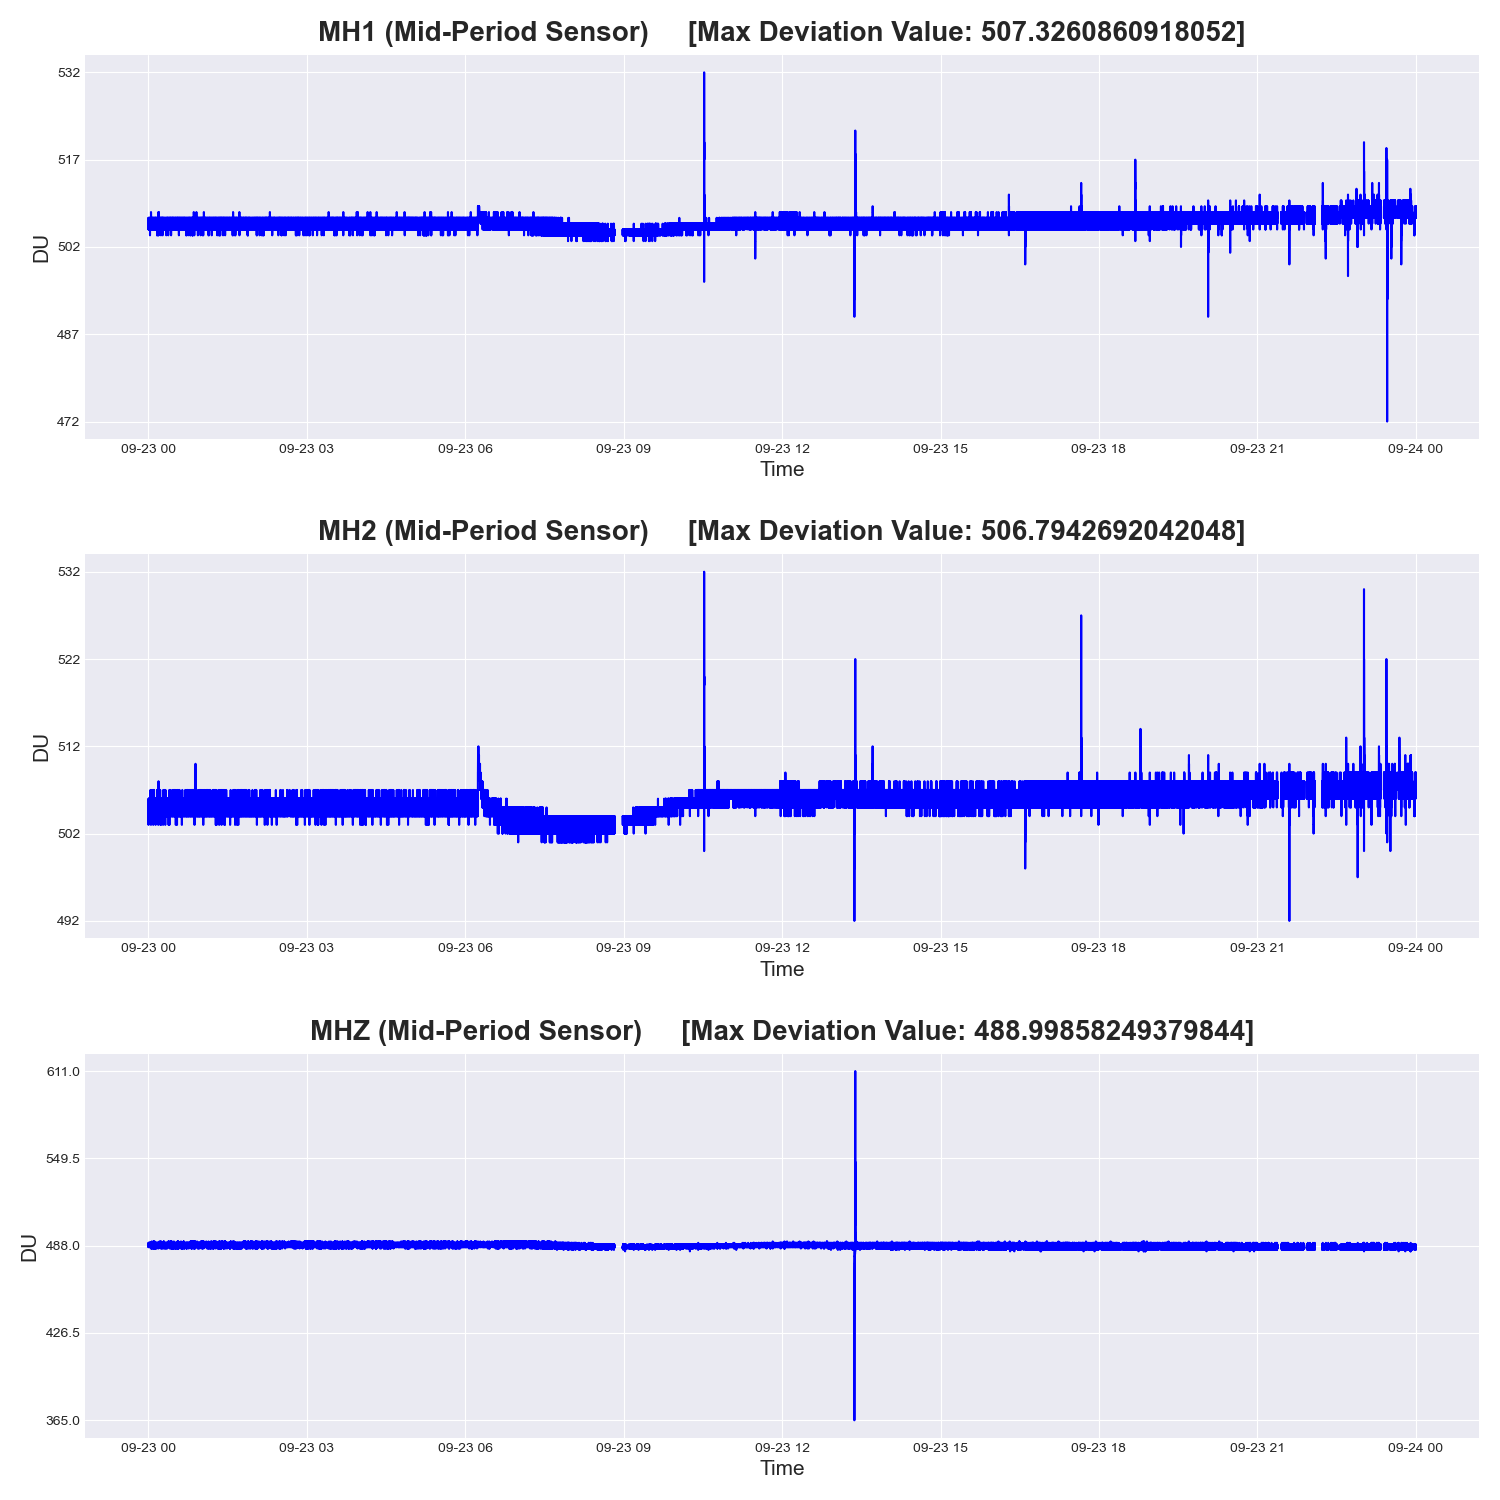 MH1 (Mid-Period Sensor) [Max Deviation Value: 507.3260860918052]
532
517
502
487
472
DU
09-23 00 09-23 03 09-23 06 09-23 09 09-23 12 09-23 15 09-23 18 09-23 21 09-24 00
Time
MH2 (Mid-Period Sensor) [Max Deviation Value: 506.7942692042048]
532
522
512
502
492
DU
09-23 00 09-23 03 09-23 06 09-23 09 09-23 12 09-23 15 09-23 18 09-23 21 09-24 00
Time
MHZ (Mid-Period Sensor) [Max Deviation Value: 488.99858249379844]
611.0
549.5
488.0
426.5
365.0
DU
09-23 00 09-23 03 09-23 06 09-23 09 09-23 12 09-23 15 09-23 18 09-23 21 09-24 00
Time